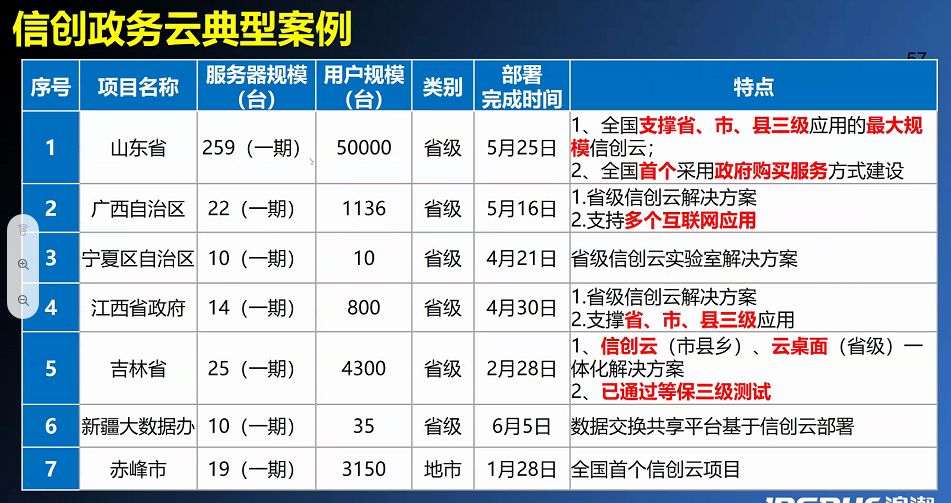 信创政务云典型案例
57
序号 项目名称 服务器规模（台） 用户规模（台） 类别 部署完成时间 特点
1 山东省 259（一期） 50000 省级 5月25日 1、全国支撑省、市、县三级应用的最大规
模信创云；
2、全国首个采用政府购买服务方式建设
2 广西自治区 22（一期） 1136 省级 5月16日 1.省级信创云解决方案
2.支持多个互联网应用
3 宁夏区自治区 10（一期） 10 省级 4月21日 省级信创云实验室解决方案
4 江西省政府 14（一期） 800 省级 4月30日 1.省级信创云解决方案
2.支撑省、市、县三级应用
5 吉林省 25（一期） 4300 省级 2月28日 1、信创云（市县乡）、云桌面（省级）一
体化解决方案
2、已通过等保三级测试
6 新疆大数据办 10（一期） 35 省级 6月5日 数据交换共享平台基于信创云部署
7 赤峰市 19（一期） 3150 地市 1月28日 全国首个信创云项目
inspur 浪潮